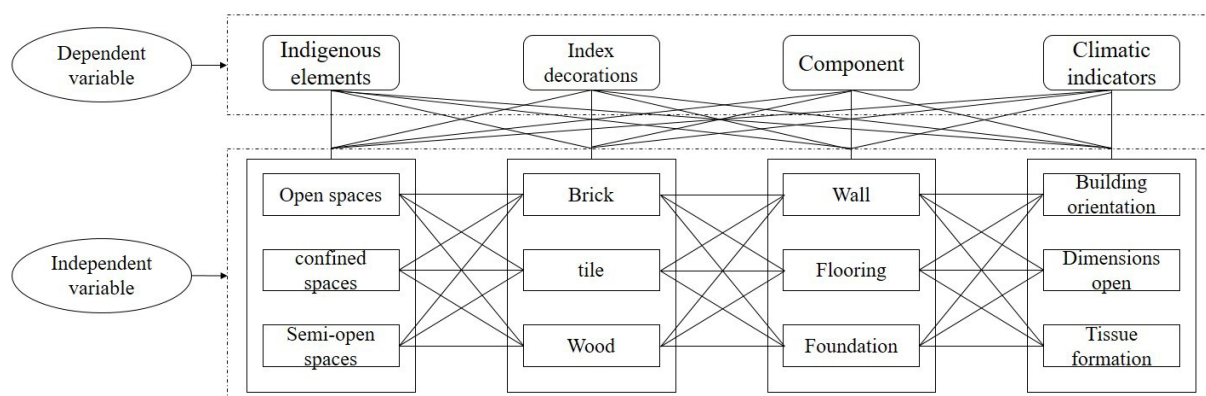 Dependent
variable
Indigenous
elements
Index
decorations
Component
Climatic
indicators
Independent
variable
Open spaces
Brick
Wall
Building
orientation
confined
spaces
tile
Flooring
Dimensions
open
Semi-open
spaces
Wood
Foundation
Tissue
formation